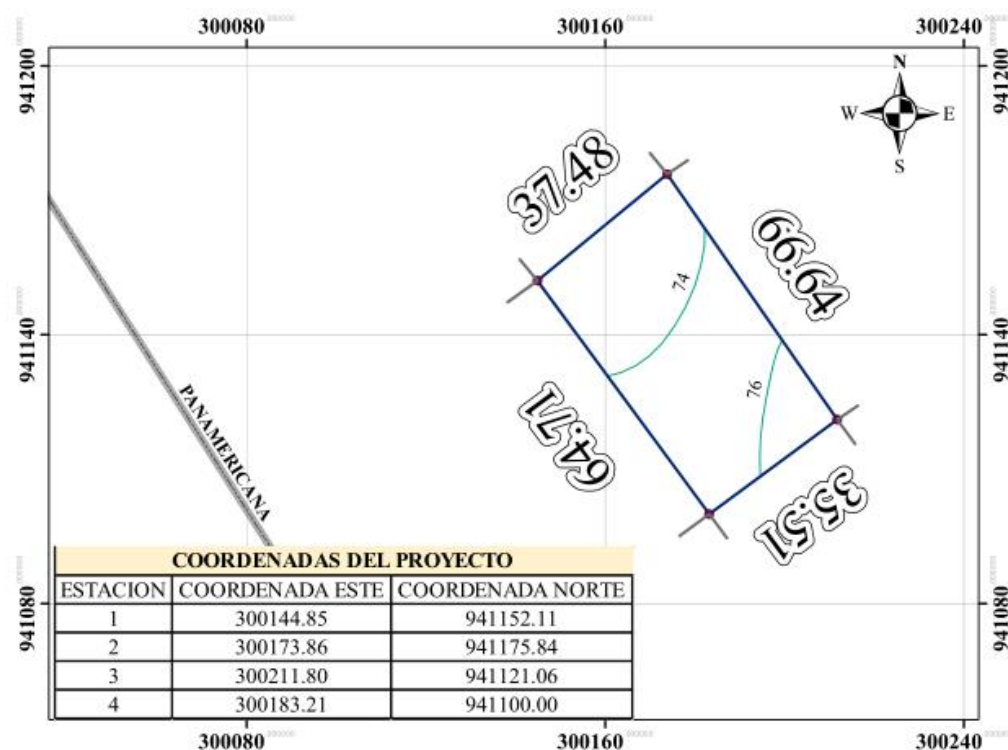 300080 300160 300240
941200 941200
N
W E
S
37.48
66.64
74
941140 941140
76
64.71
35.51
PANAMERICANA
COORDENADAS DEL PROYECTO
ESTACION COORDENADA ESTE COORDENADA NORTE
1 300144.85 941152.11
2 300173.86 941175.84
3 300211.80 941121.06
4 300183.21 941100.00
941080 941080
300080 300160 300240